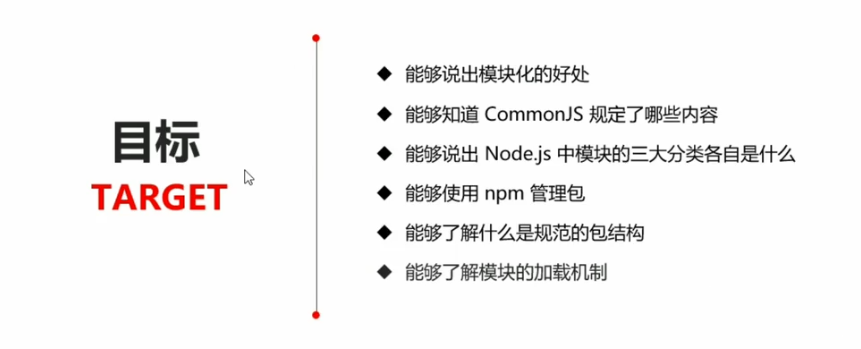 目标
TARGET
能够说出模块化的好处
能够知道 CommonJS 规定了哪些内容
能够说出 Node.js 中模块的三大分类各自是什么
能够使用 npm 管理包
能够了解什么是规范的包结构
能够了解模块的加载机制